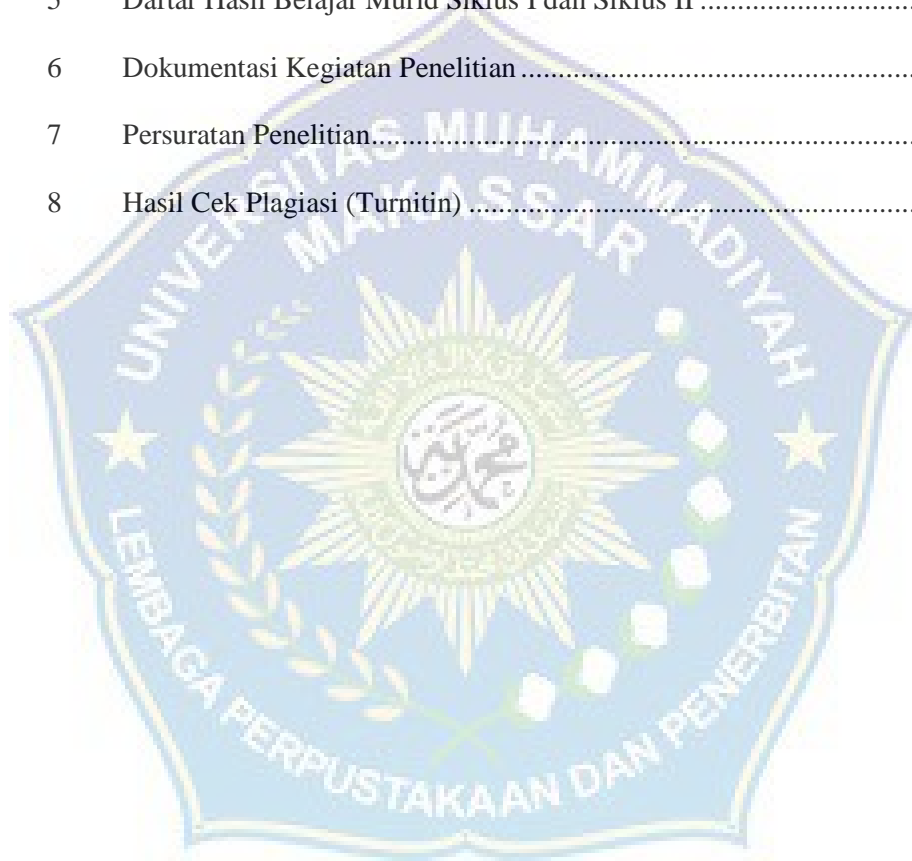 5 Daftar Hasil Belajar Murid Siklus I dan Siklus II ............................
6 Dokumentasi Kegiatan Penelitian .................................................
7 Persuratan Penelitian....................................................................
8 Hasil Cek Plagiasi (Turnitin) ........................................................
UNIVERSITAS MUHAMMADIYAH
MAKASSAR
LEMBAGA PERPUSTAKAAN DAN PENERBITAN